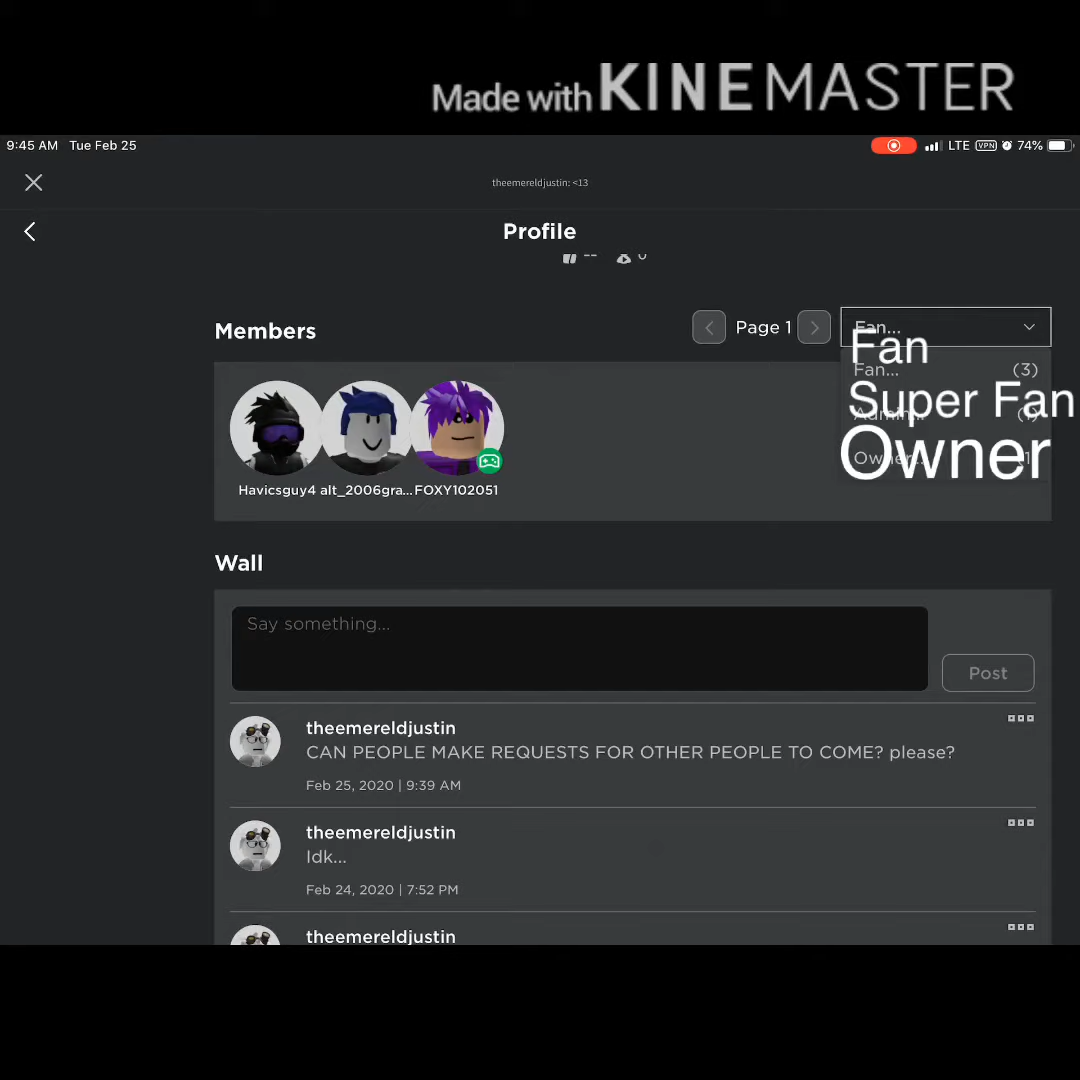 Made with KINEMASTER
9:45 AM Tue Feb 25
LTE VPN 74%
theemereldjustin: <13
Profile
-- 0
Members
Page 1
Fan...
Fan
Fan... (3)
Super Fan
Admin... (1)
Owner
Owner... (1)
Havicsguy4 alt_2006gra... FOXY102051
Wall
Say something...
Post
theemereldjustin
CAN PEOPLE MAKE REQUESTS FOR OTHER PEOPLE TO COME? please?
Feb 25, 2020 | 9:39 AM
theemereldjustin
Idk...
Feb 24, 2020 | 7:52 PM
theemereldjustin